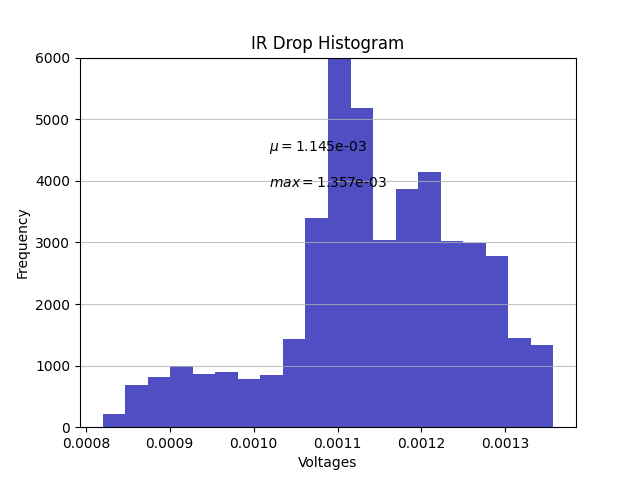 IR Drop Histogram
6000
5000
4000
3000
2000
1000
0
Frequency
μ = 1.145e-03
max = 1.357e-03
0.0008 0.0009 0.0010 0.0011 0.0012 0.0013
Voltages